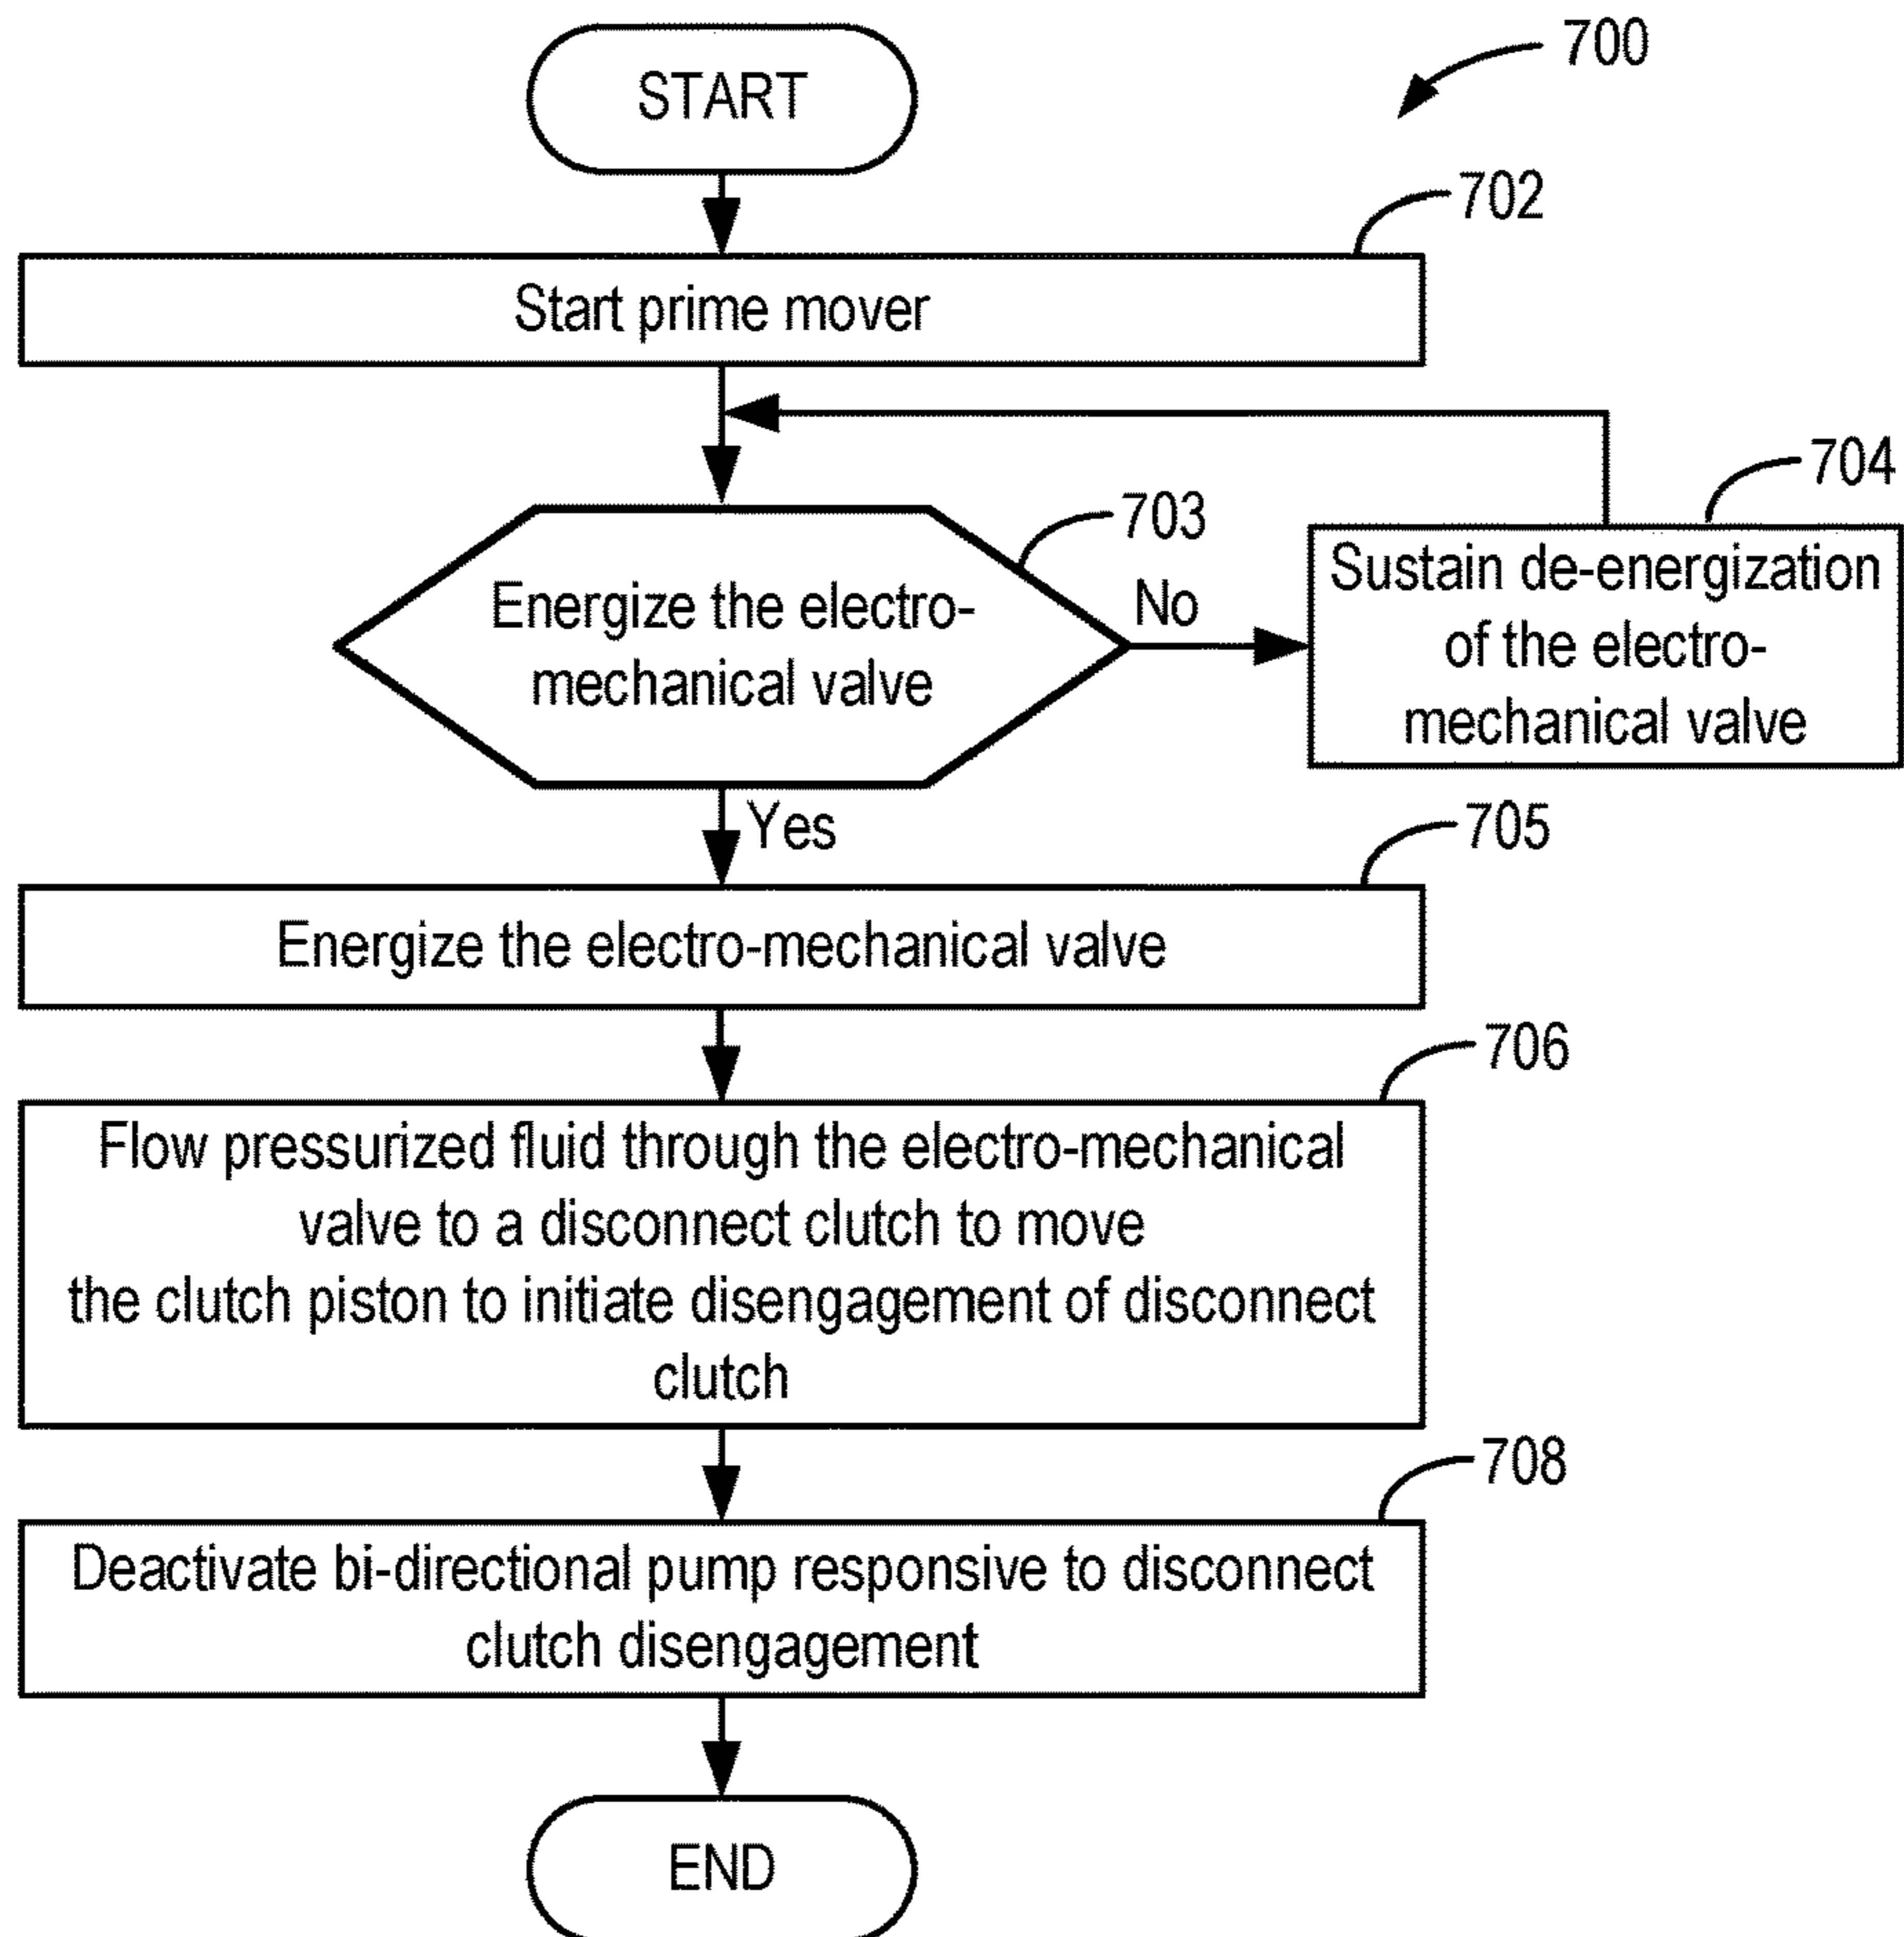 START
700
702
Start prime mover
703
Energize the electro-
mechanical valve
No
704
Sustain de-energization
of the electro-
mechanical valve
Yes
705
Energize the electro-mechanical valve
706
Flow pressurized fluid through the electro-mechanical
valve to a disconnect clutch to move
the clutch piston to initiate disengagement of disconnect
clutch
708
Deactivate bi-directional pump responsive to disconnect
clutch disengagement
END